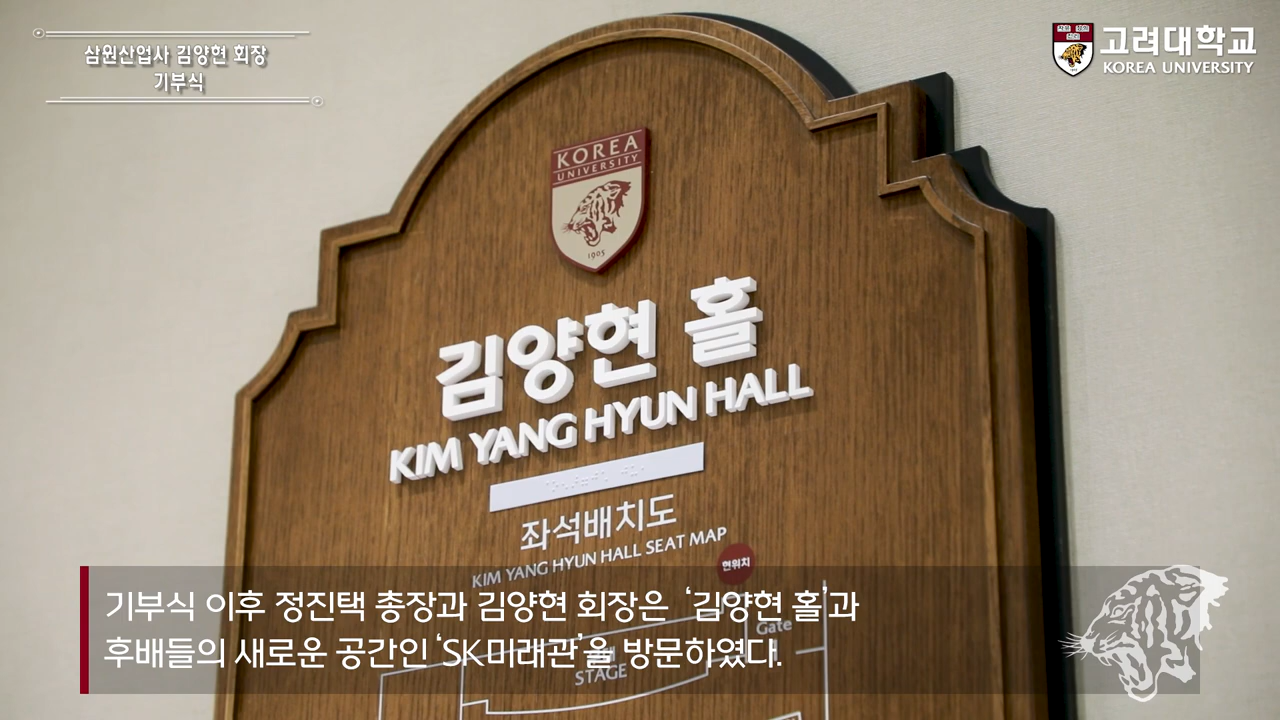 삼원산업사 김양현 회장
기부식
고려대학교
KOREA UNIVERSITY
KOREA
UNIVERSITY
1905
김양현 홀
KIM YANG HYUN HALL
좌석배치도
KIM YANG HYUN HALL SEAT MAP
현위치
Gate
STAGE
기부식 이후 정진택 총장과 김양현 회장은 ‘김양현 홀’과
후배들의 새로운 공간인 ‘SK미래관’을 방문하였다.